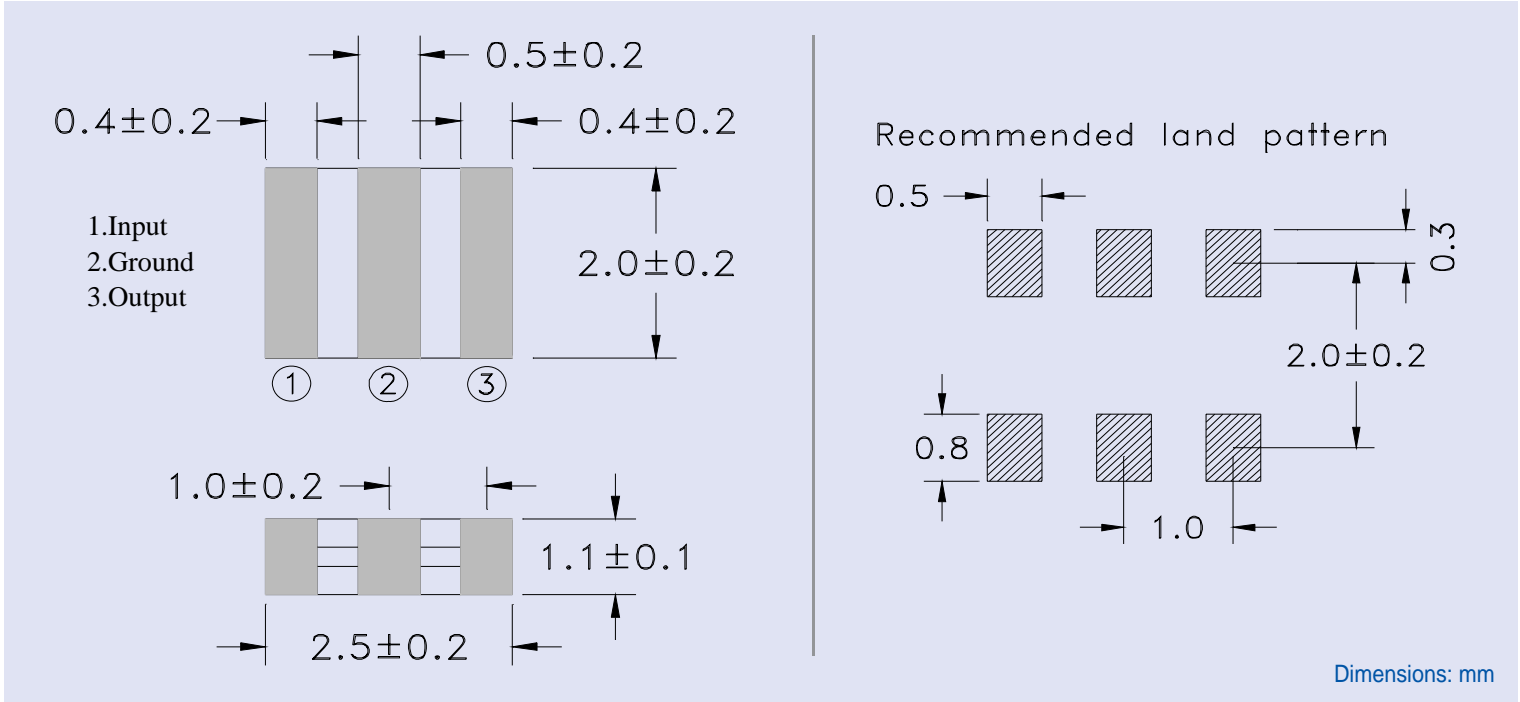 0.5±0.2
0.4±0.2
0.4±0.2
1.Input
2.Ground
3.Output
2.0±0.2
1 2 3
1.0±0.2
1.1±0.1
2.5±0.2
Recommended land pattern
0.5
0.3
2.0±0.2
0.8
1.0
Dimensions: mm